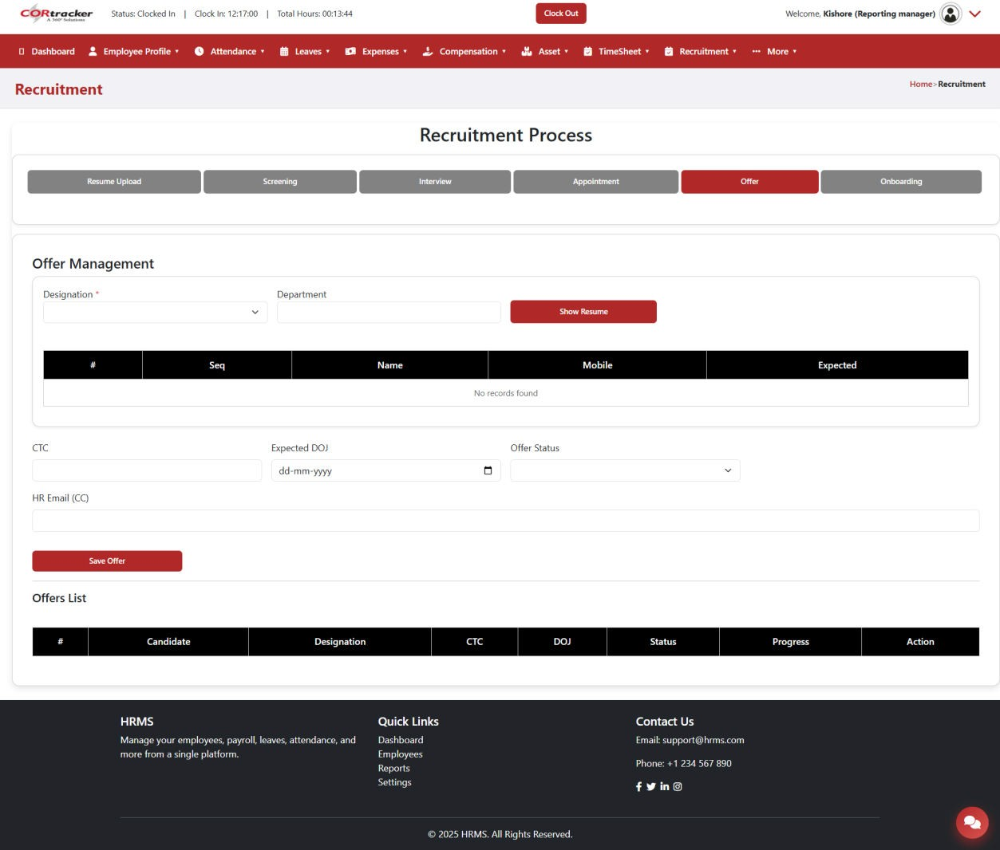 CORtracker
A 360° Solutions
Status: Clocked In | Clock In: 12:17:00 | Total Hours: 00:13:44
Clock Out
Welcome, Kishore (Reporting manager)
Dashboard Employee Profile Attendance Leaves Expenses Compensation Asset TimeSheet Recruitment More
Recruitment
Home>Recruitment
Recruitment Process
Resume Upload Screening Interview Appointment Offer Onboarding
Offer Management
Designation * Department
Show Resume
# Seq Name Mobile Expected
No records found
CTC Expected DOJ Offer Status
dd-mm-yyyy
HR Email (CC)
Save Offer
Offers List
# Candidate Designation CTC DOJ Status Progress Action
HRMS
Manage your employees, payroll, leaves, attendance, and
more from a single platform.
Quick Links
Dashboard
Employees
Reports
Settings
Contact Us
Email: support@hrms.com
Phone: +1 234 567 890
© 2025 HRMS. All Rights Reserved.